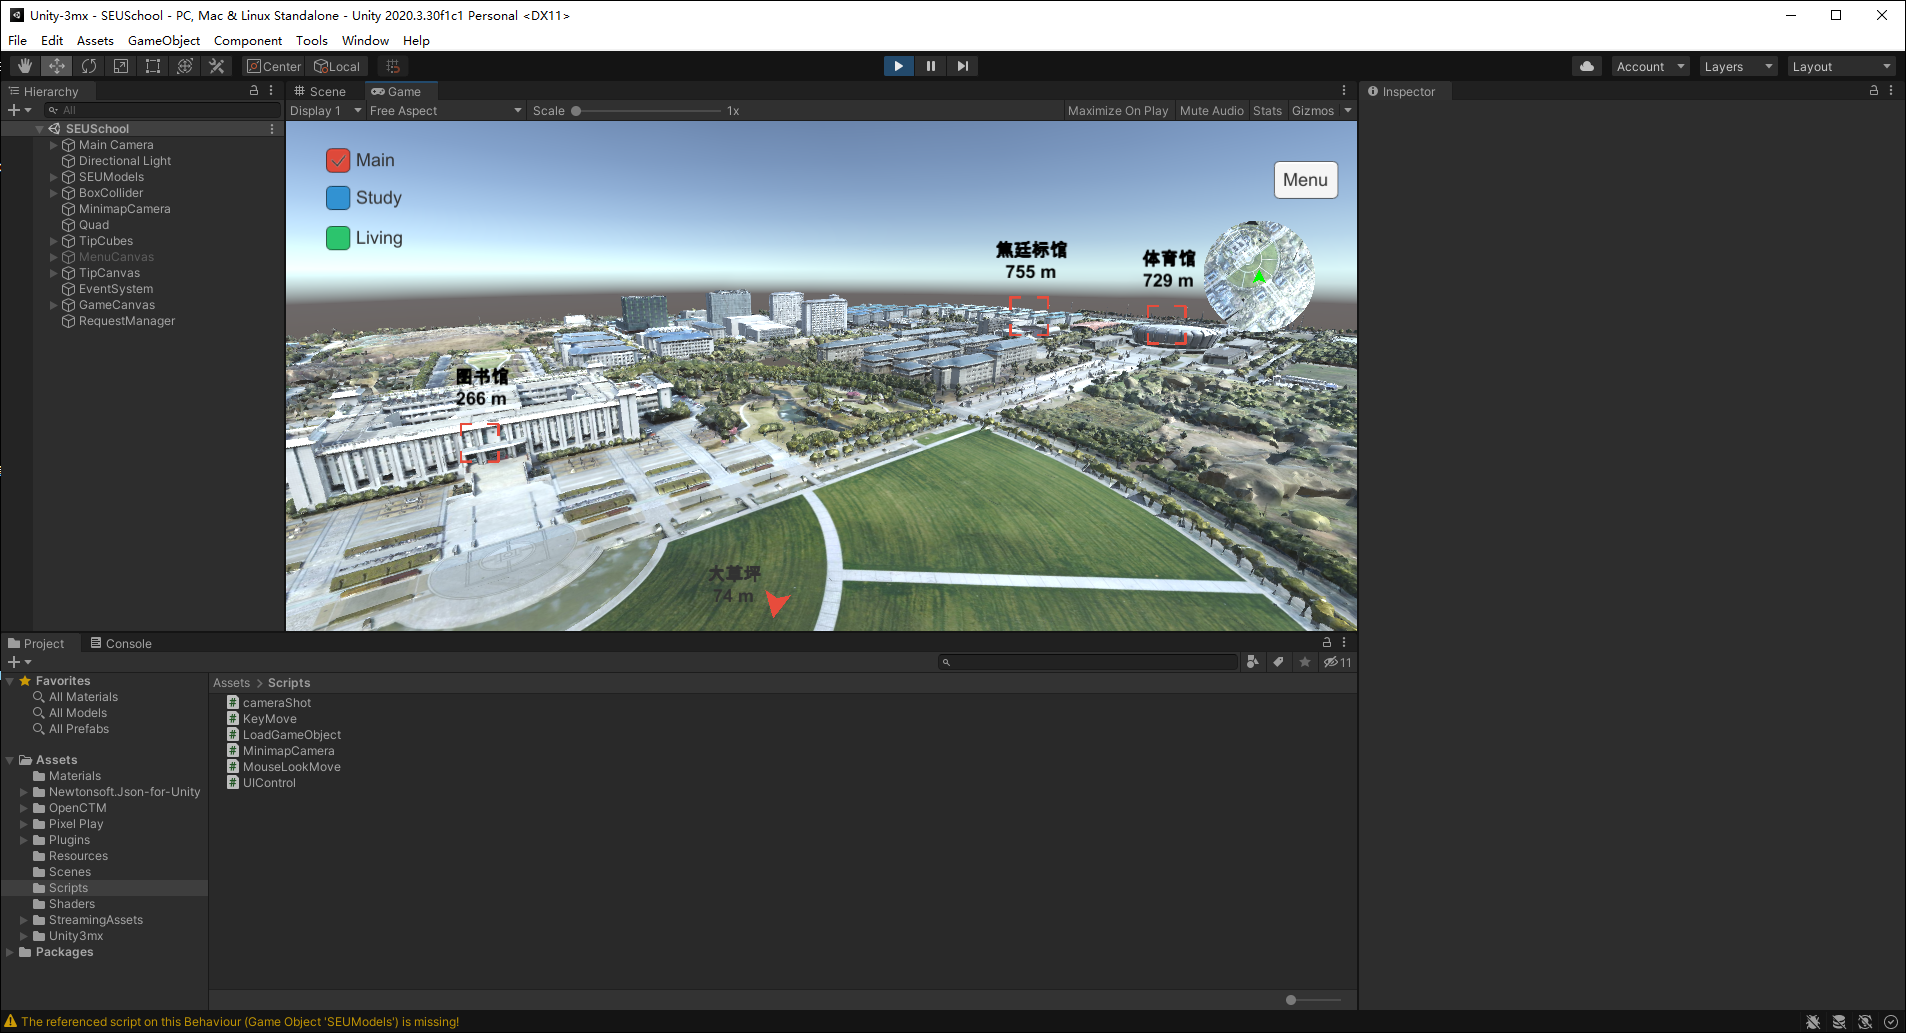 Unity-3mx - SEUSchool - PC, Mac & Linux Standalone - Unity 2020.3.30f1c1 Personal <DX11>
File Edit Assets GameObject Component Tools Window Help
Center Local Account Layers Layout
Hierarchy
All
SEUSchool
Main Camera
Directional Light
SEUModels
BoxCollider
MinimapCamera
Quad
TipCubes
MenuCanvas
TipCanvas
EventSystem
GameCanvas
RequestManager
Scene Game
Display 1 Free Aspect Scale 1x Maximize On Play Mute Audio Stats Gizmos
Main
Study
Living
Menu
焦廷标馆
755 m
体育馆
729 m
图书馆
266 m
大草坪
74 m
Inspector
Project Console
11
Favorites
All Materials
All Models
All Prefabs
Assets
Materials
Newtonsoft.Json-for-Unity
OpenCTM
Pixel Play
Plugins
Resources
Scenes
Scripts
Shaders
StreamingAssets
Unity3mx
Packages
Assets > Scripts
cameraShot
KeyMove
LoadGameObject
MinimapCamera
MouseLookMove
UIControl
The referenced script on this Behaviour (Game Object 'SEUModels') is missing!